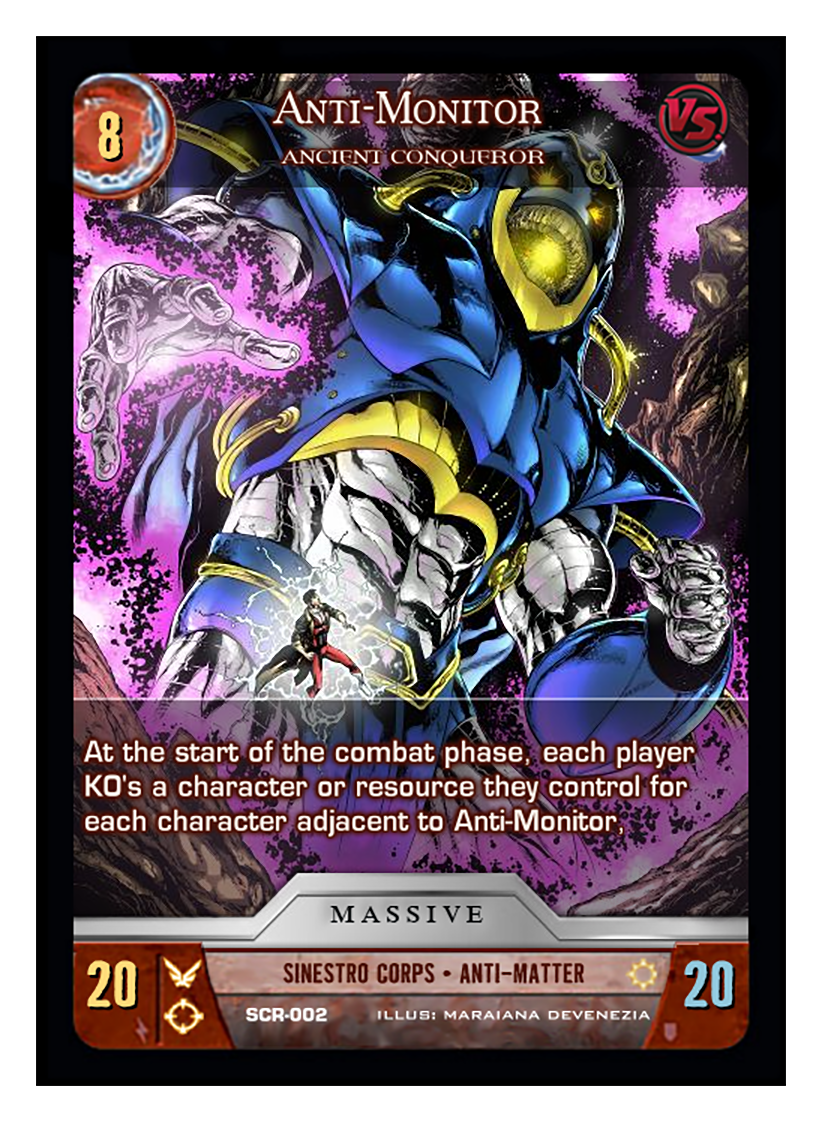 8
ANTI-MONITOR
VS.
ANCIENT CONQUEROR
At the start of the combat phase, each player
KO's a character or resource they control for
each character adjacent to Anti-Monitor,
MASSIVE
20
SINESTRO CORPS • ANTI-MATTER
20
SCR-002 ILLUS: MARAIANA DEVENEZIA